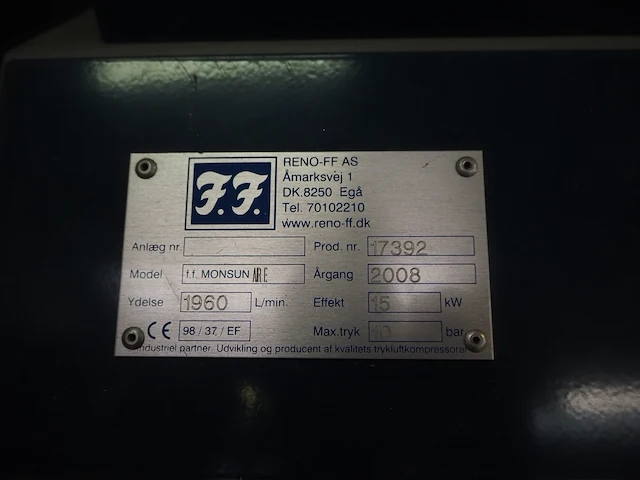 F.F.
RENO-FF AS
Åmarksvej 1
DK.8250 Egå
Tel. 70102210
www.reno-ff.dk
Anlæg nr. Prod. nr. 17392
Model f.f. MONSUN AR E Årgang 2008
Ydelse 1960 L/min. Effekt 15 kW
CE 98 / 37 / EF Max.tryk 10 bar
Industriel partner. Udvikling og producent af kvalitets trykluftkompressorer